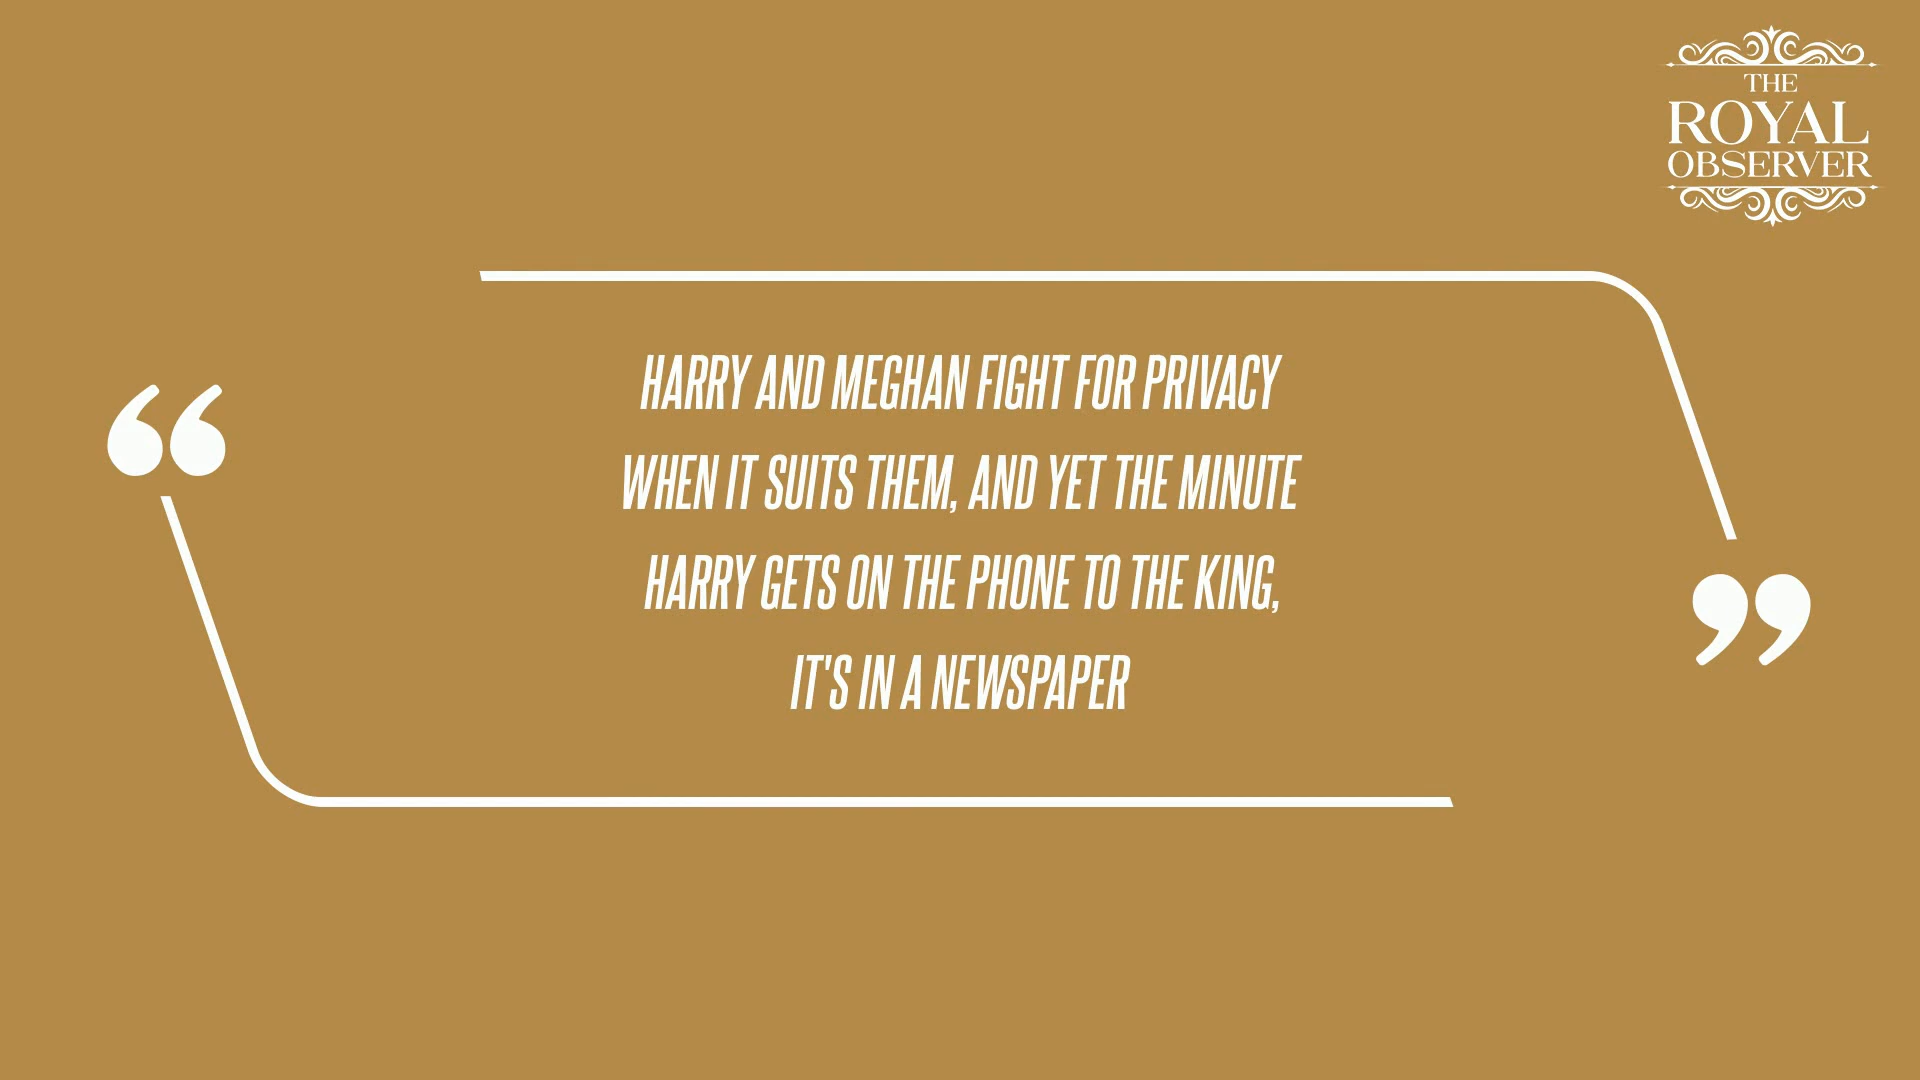 THE
ROYAL
OBSERVER
“
HARRY AND MEGHAN FIGHT FOR PRIVACY
WHEN IT SUITS THEM, AND YET THE MINUTE
HARRY GETS ON THE PHONE TO THE KING,
IT'S IN A NEWSPAPER
”